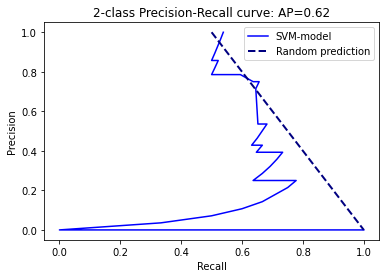 2-class Precision-Recall curve: AP=0.62
SVM-model
Random prediction
Precision
1.0
0.8
0.6
0.4
0.2
0.0
0.0 0.2 0.4 0.6 0.8 1.0
Recall